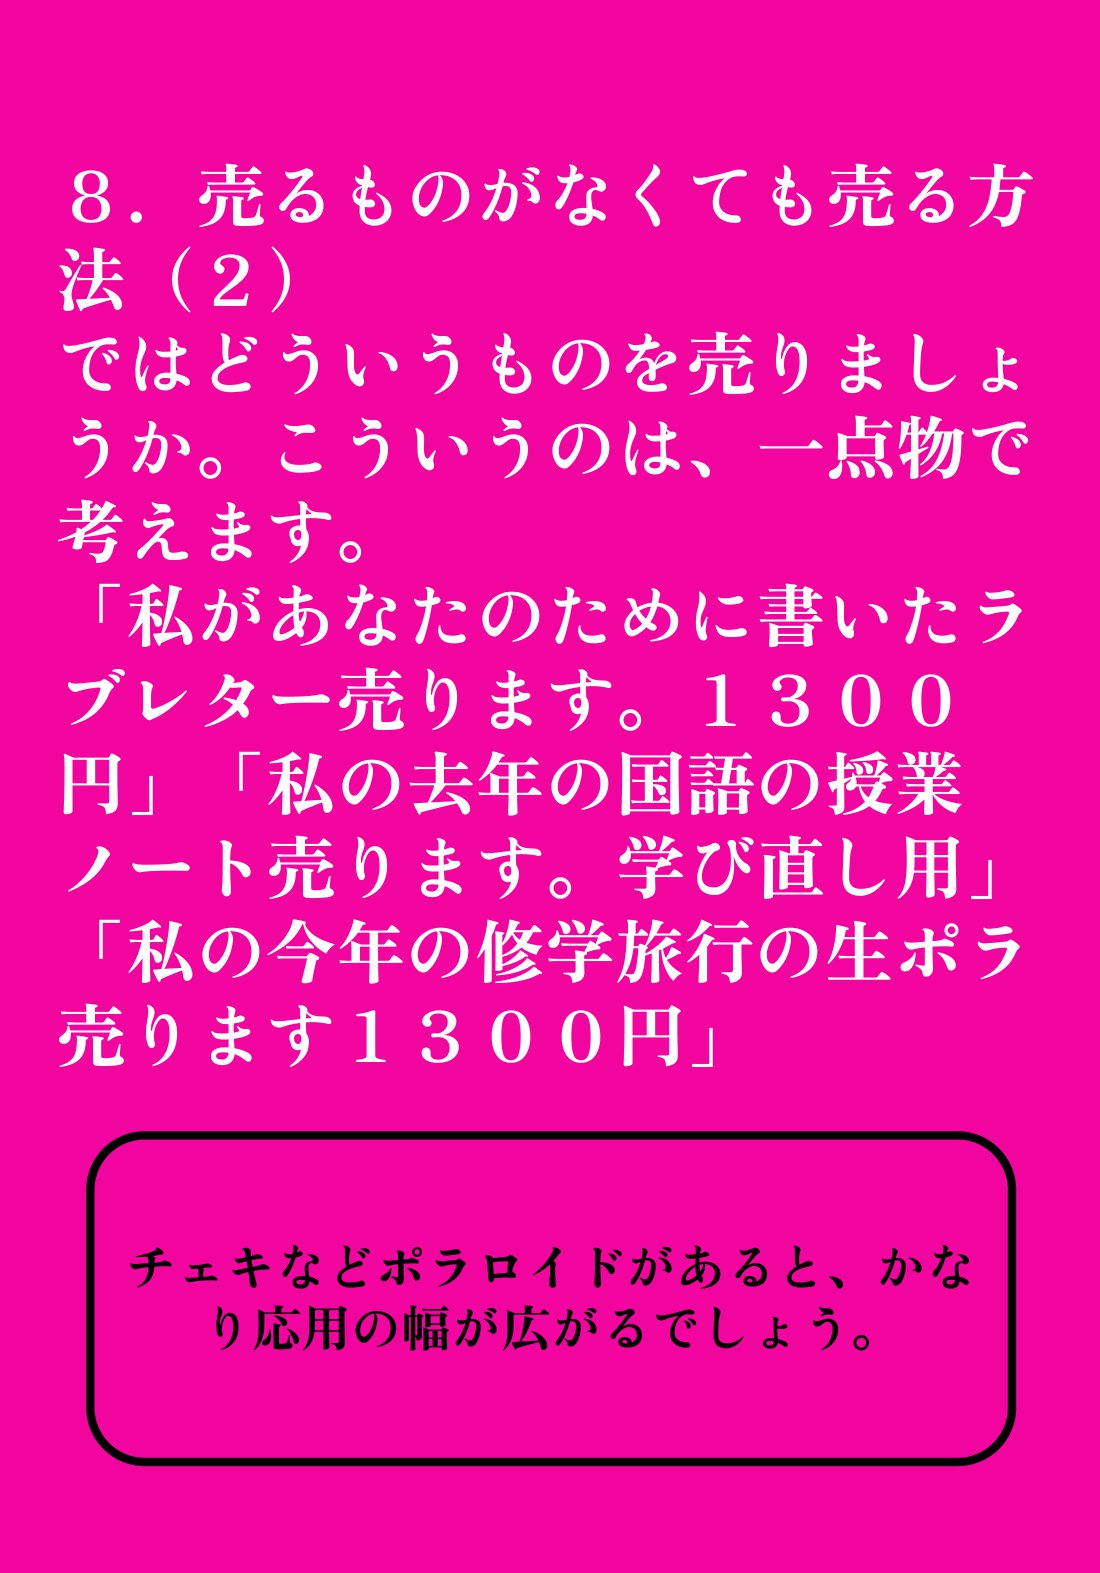 ８．売るものがなくても売る方
法（２）
ではどういうものを売りましょ
うか。こういうのは、一点物で
考えます。
「私があなたのために書いたラ
ブレター売ります。１３００
円」「私の去年の国語の授業
ノート売ります。学び直し用」
「私の今年の修学旅行の生ポラ
売ります１３００円」
チェキなどポラロイドがあると、かな
り応用の幅が広がるでしょう。